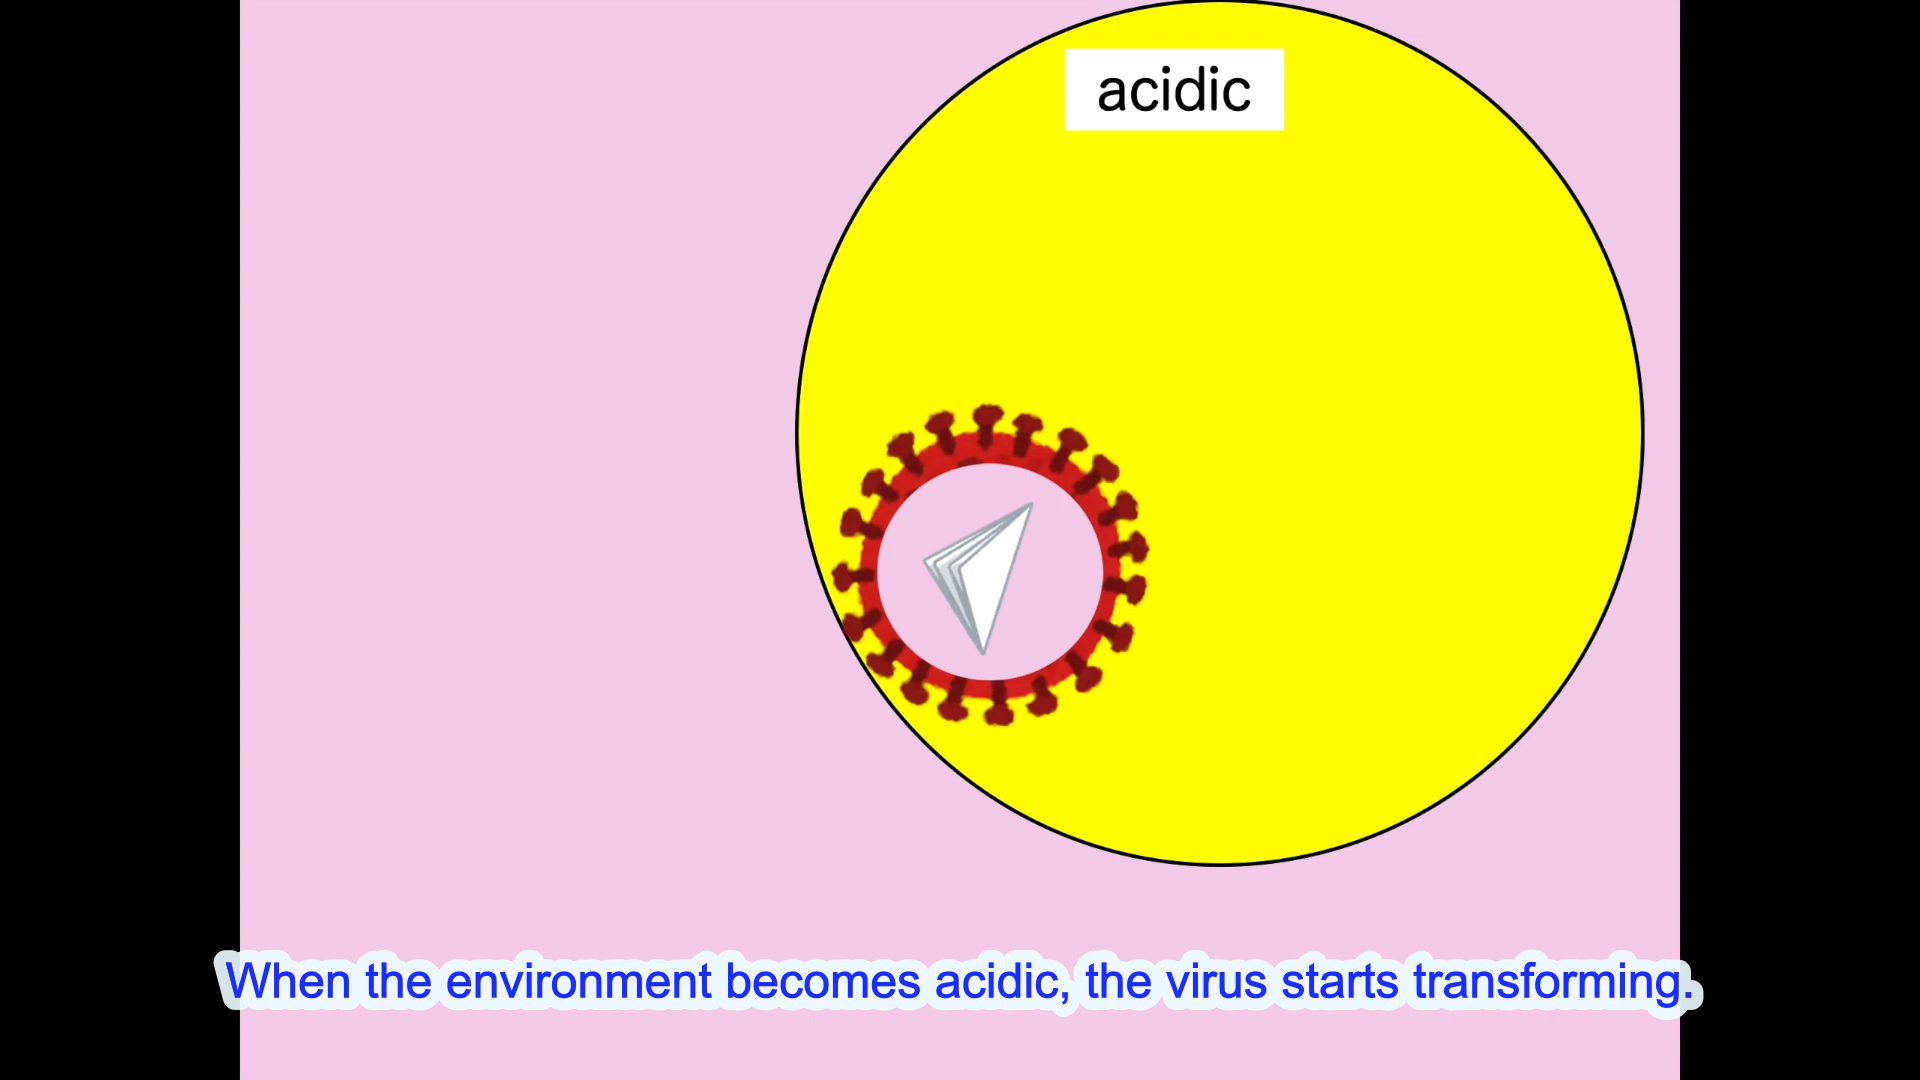 acidic
When the environment becomes acidic, the virus starts transforming.